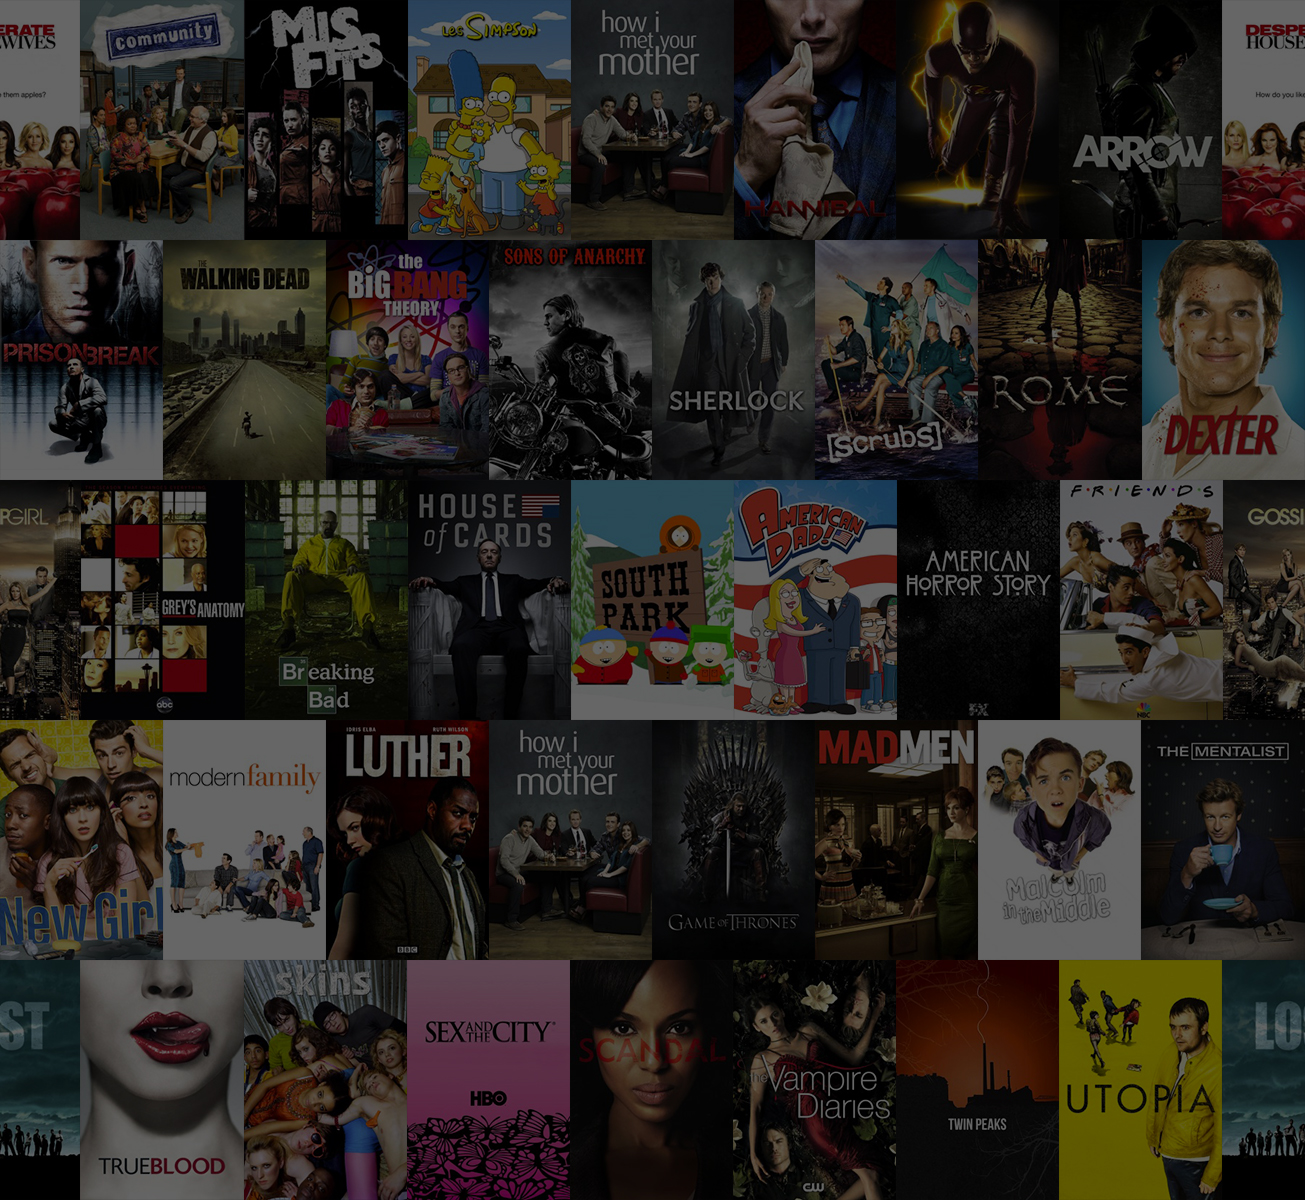 ERATE
WIVES
them apples?
community
MISFITS
LES SIMPSON
how i
met your
mother
HANNIBAL
ARROW
DESPE
HOUSE
How do you like
PRISON BREAK
THE
WALKING DEAD
the
BIG BANG
THEORY
SONS OF ANARCHY
SHERLOCK
[scrubs]
ROME
DEXTER
PGIRL
GREY'S ANATOMY
abc
Breaking
Bad
HOUSE
of CARDS
SOUTH
PARK
AMERICAN
DAD!
AMERICAN
HORROR STORY
FX
F·R·I·E·N·D·S
NBC
GOSSI
New Girl
modern family
IDRIS ELBA
RUTH WILSON
LUTHER
BBC
how i
met your
mother
GAME OF THRONES
MADMEN
Malcolm
in the Middle
THE MENTALIST
ST
TRUEBLOOD
skins
SEX AND THE CITY
HBO
SCANDAL
the Vampire
Diaries
CW
TWIN PEAKS
UTOPIA
LO